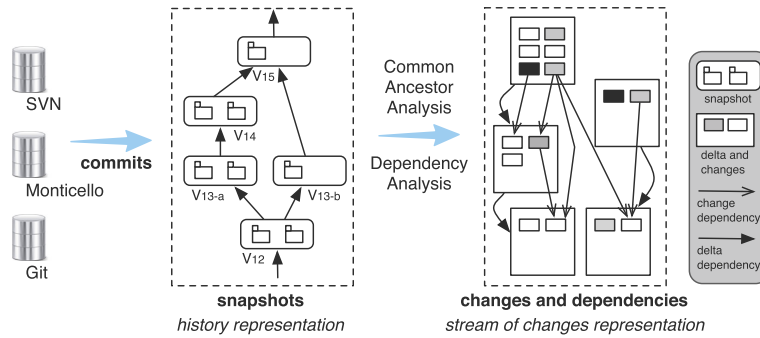 SVN
Monticello
Git
commits
V15
V14
V13-a
V13-b
V12
snapshots
history representation
Common
Ancestor
Analysis
Dependency
Analysis
changes and dependencies
stream of changes representation
snapshot
delta and
changes
change
dependency
delta
dependency